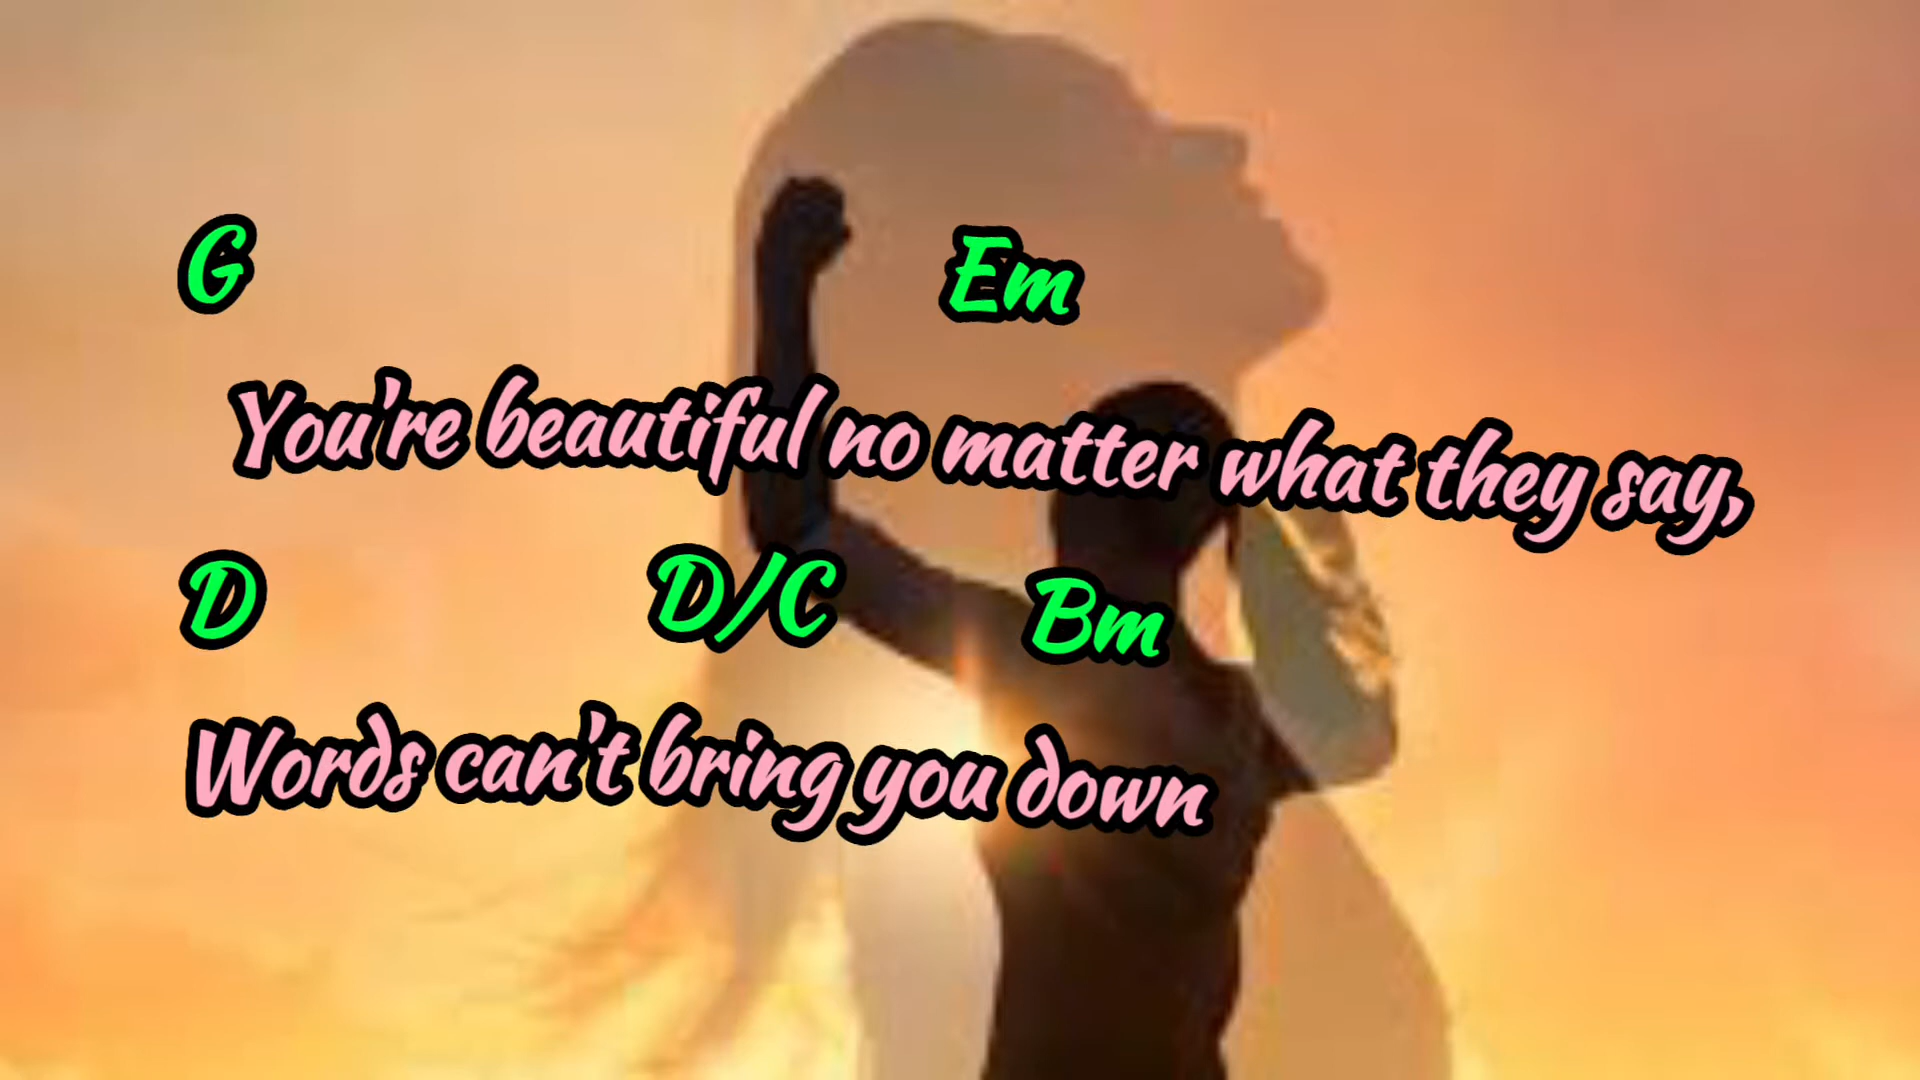 G Em
You're beautiful no matter what they say,
D D/C Bm
Words can't bring you down